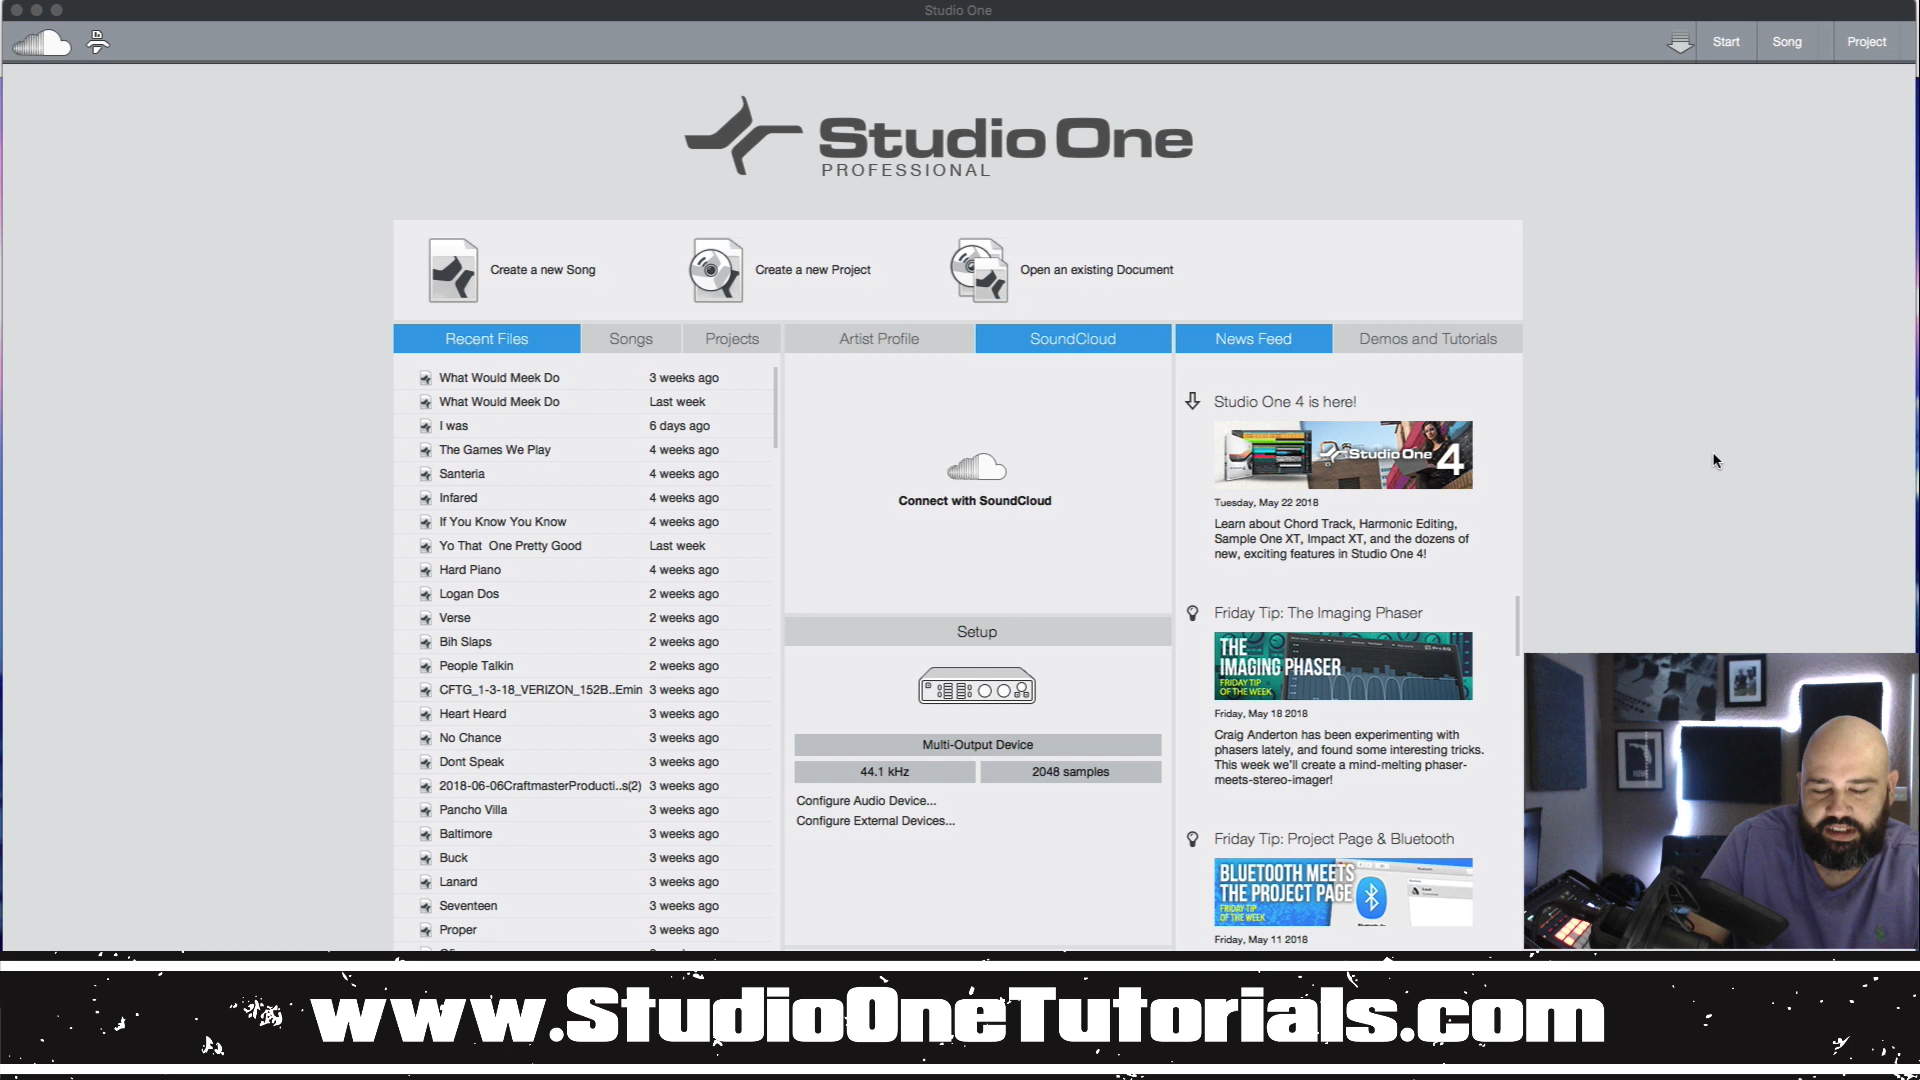 Studio One
Start
Song
Project
Studio One
PROFESSIONAL
Create a new Song
Create a new Project
Open an existing Document
Recent Files
Songs
Projects
Artist Profile
SoundCloud
News Feed
Demos and Tutorials
What Would Meek Do 3 weeks ago
What Would Meek Do Last week
I was 6 days ago
The Games We Play 4 weeks ago
Santeria 4 weeks ago
Infared 4 weeks ago
If You Know You Know 4 weeks ago
Yo That  One Pretty Good Last week
Hard Piano 4 weeks ago
Logan Dos 2 weeks ago
Verse 2 weeks ago
Bih Slaps 2 weeks ago
People Talkin 2 weeks ago
CFTG_1-3-18_VERIZON_152B..Emin 3 weeks ago
Heart Heard 3 weeks ago
No Chance 3 weeks ago
Dont Speak 3 weeks ago
2018-06-06CraftmasterProducti..s(2) 3 weeks ago
Pancho Villa 3 weeks ago
Baltimore 3 weeks ago
Buck 3 weeks ago
Lanard 3 weeks ago
Seventeen 3 weeks ago
Proper 3 weeks ago
Connect with SoundCloud
Setup
Multi-Output Device
44.1 kHz
2048 samples
Configure Audio Device...
Configure External Devices...
Studio One 4 is here!
Studio One 4
Tuesday, May 22 2018
Learn about Chord Track, Harmonic Editing,
Sample One XT, Impact XT, and the dozens of
new, exciting features in Studio One 4!
Friday Tip: The Imaging Phaser
THE
IMAGING PHASER
FRIDAY TIP
OF THE WEEK
Friday, May 18 2018
Craig Anderton has been experimenting with
phasers lately, and found some interesting tricks.
This week we'll create a mind-melting phaser-
meets-stereo-imager!
Friday Tip: Project Page & Bluetooth
BLUETOOTH MEETS
THE PROJECT PAGE
FRIDAY TIP
OF THE WEEK
Friday, May 11 2018
HOME
www.StudioOneTutorials.com